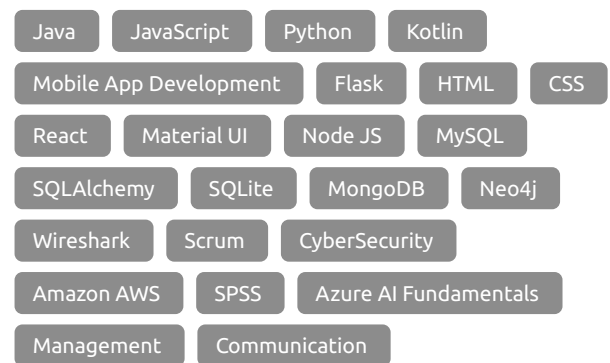 Java JavaScript Python Kotlin
Mobile App Development Flask HTML CSS
React Material UI Node JS MySQL
SQLAlchemy SQLite MongoDB Neo4j
Wireshark Scrum CyberSecurity
Amazon AWS SPSS Azure AI Fundamentals
Management Communication